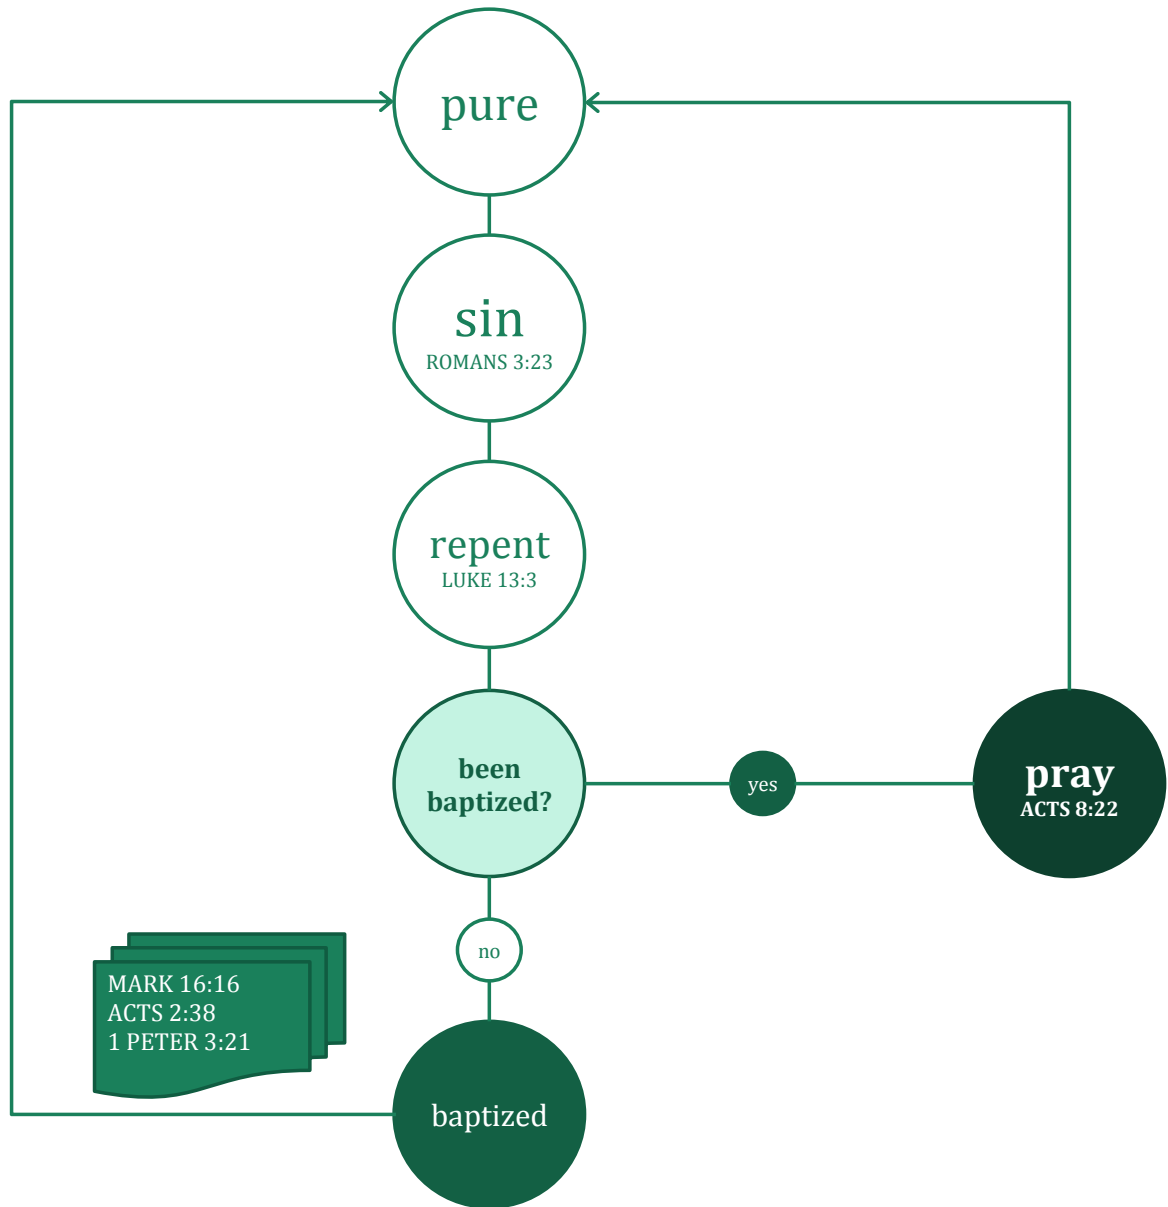 pure
sin
ROMANS 3:23
repent
LUKE 13:3
been
baptized?
yes
pray
ACTS 8:22
no
MARK 16:16
ACTS 2:38
1 PETER 3:21
baptized